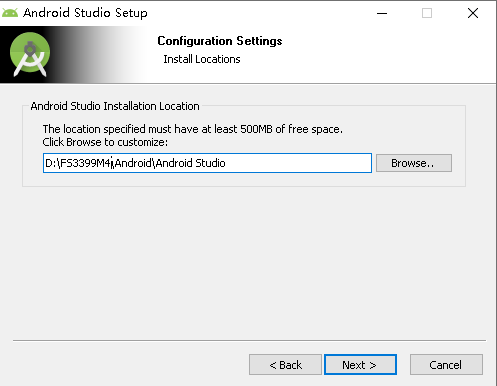 Android Studio Setup
Configuration Settings
Install Locations
Android Studio Installation Location
The location specified must have at least 500MB of free space.
Click Browse to customize:
D:\FS3399M4\Android\Android Studio
Browse..
< Back
Next >
Cancel